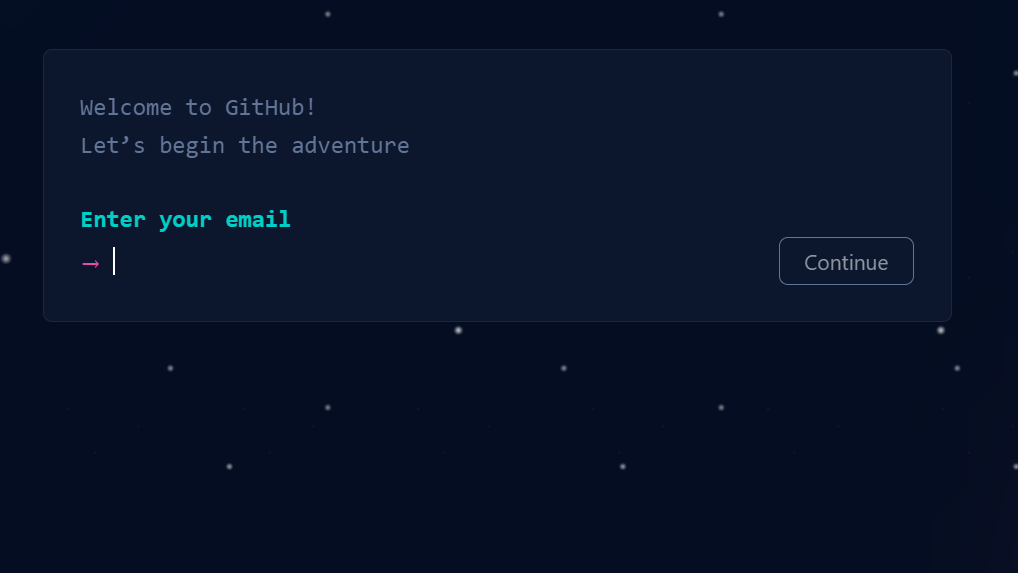 Welcome to GitHub!
Let’s begin the adventure
Enter your email
→
Continue